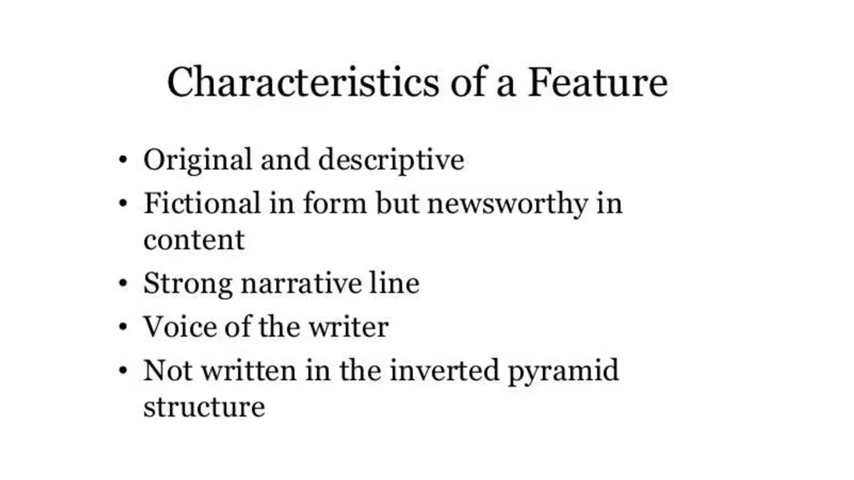 Characteristics of a Feature
• Original and descriptive
• Fictional in form but newsworthy in
content
• Strong narrative line
• Voice of the writer
• Not written in the inverted pyramid
structure